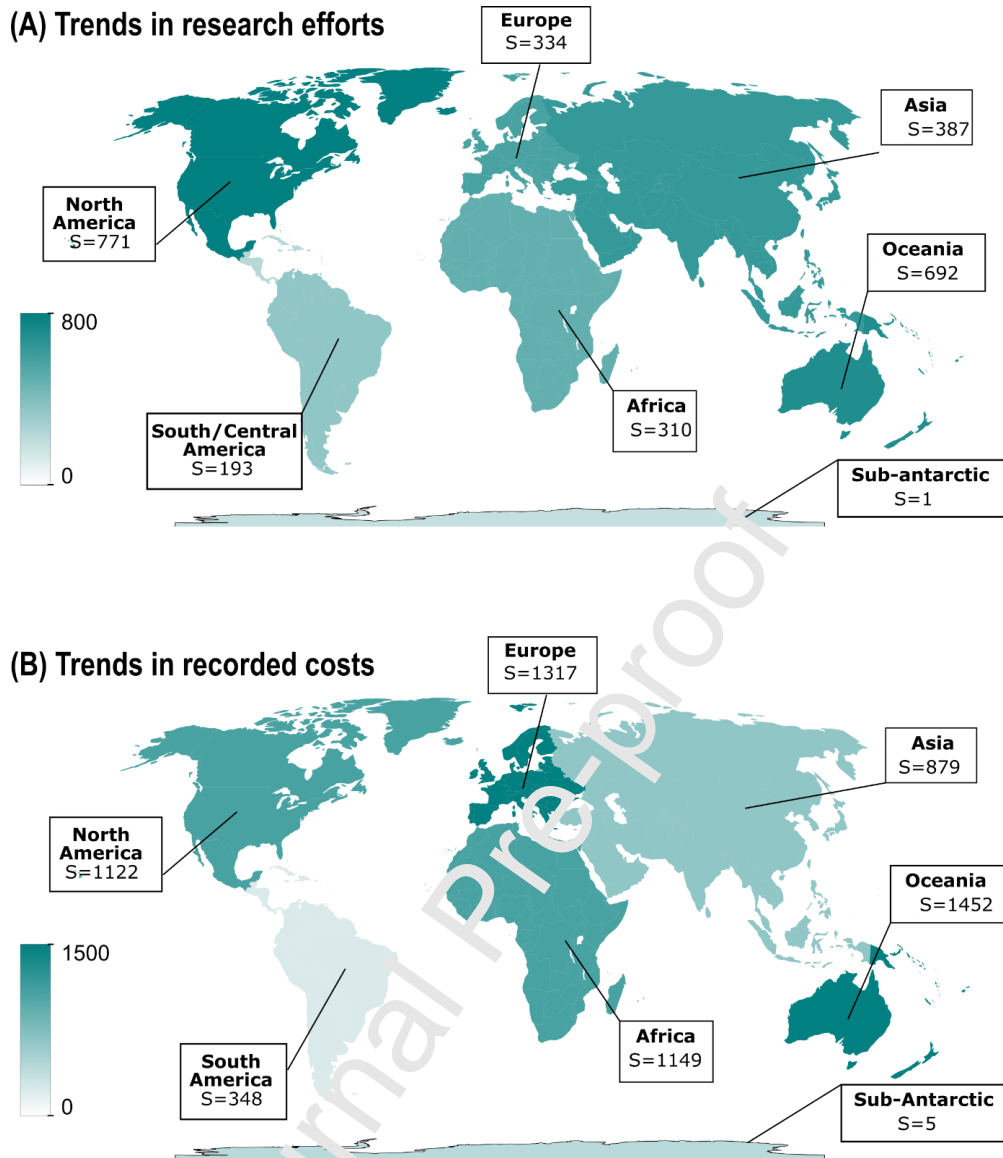 (A) Trends in research efforts
Europe
S=334
Asia
S=387
North
America
S=771
Oceania
S=692
800
0
South/Central
America
S=193
Africa
S=310
Sub-antarctic
S=1
(B) Trends in recorded costs
Europe
S=1317
Asia
S=879
North
America
S=1122
Oceania
S=1452
1500
0
South
America
S=348
Africa
S=1149
Sub-Antarctic
S=5
Pre-proof